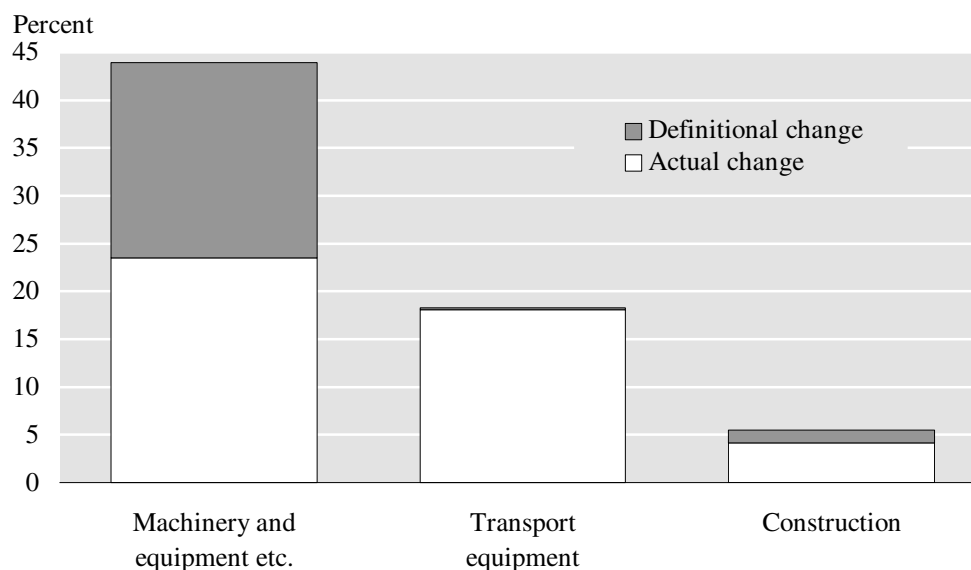 Percent
45
40
35
30
25
20
15
10
5
0
Definitional change
Actual change
Machinery and
equipment etc.
Transport
equipment
Construction